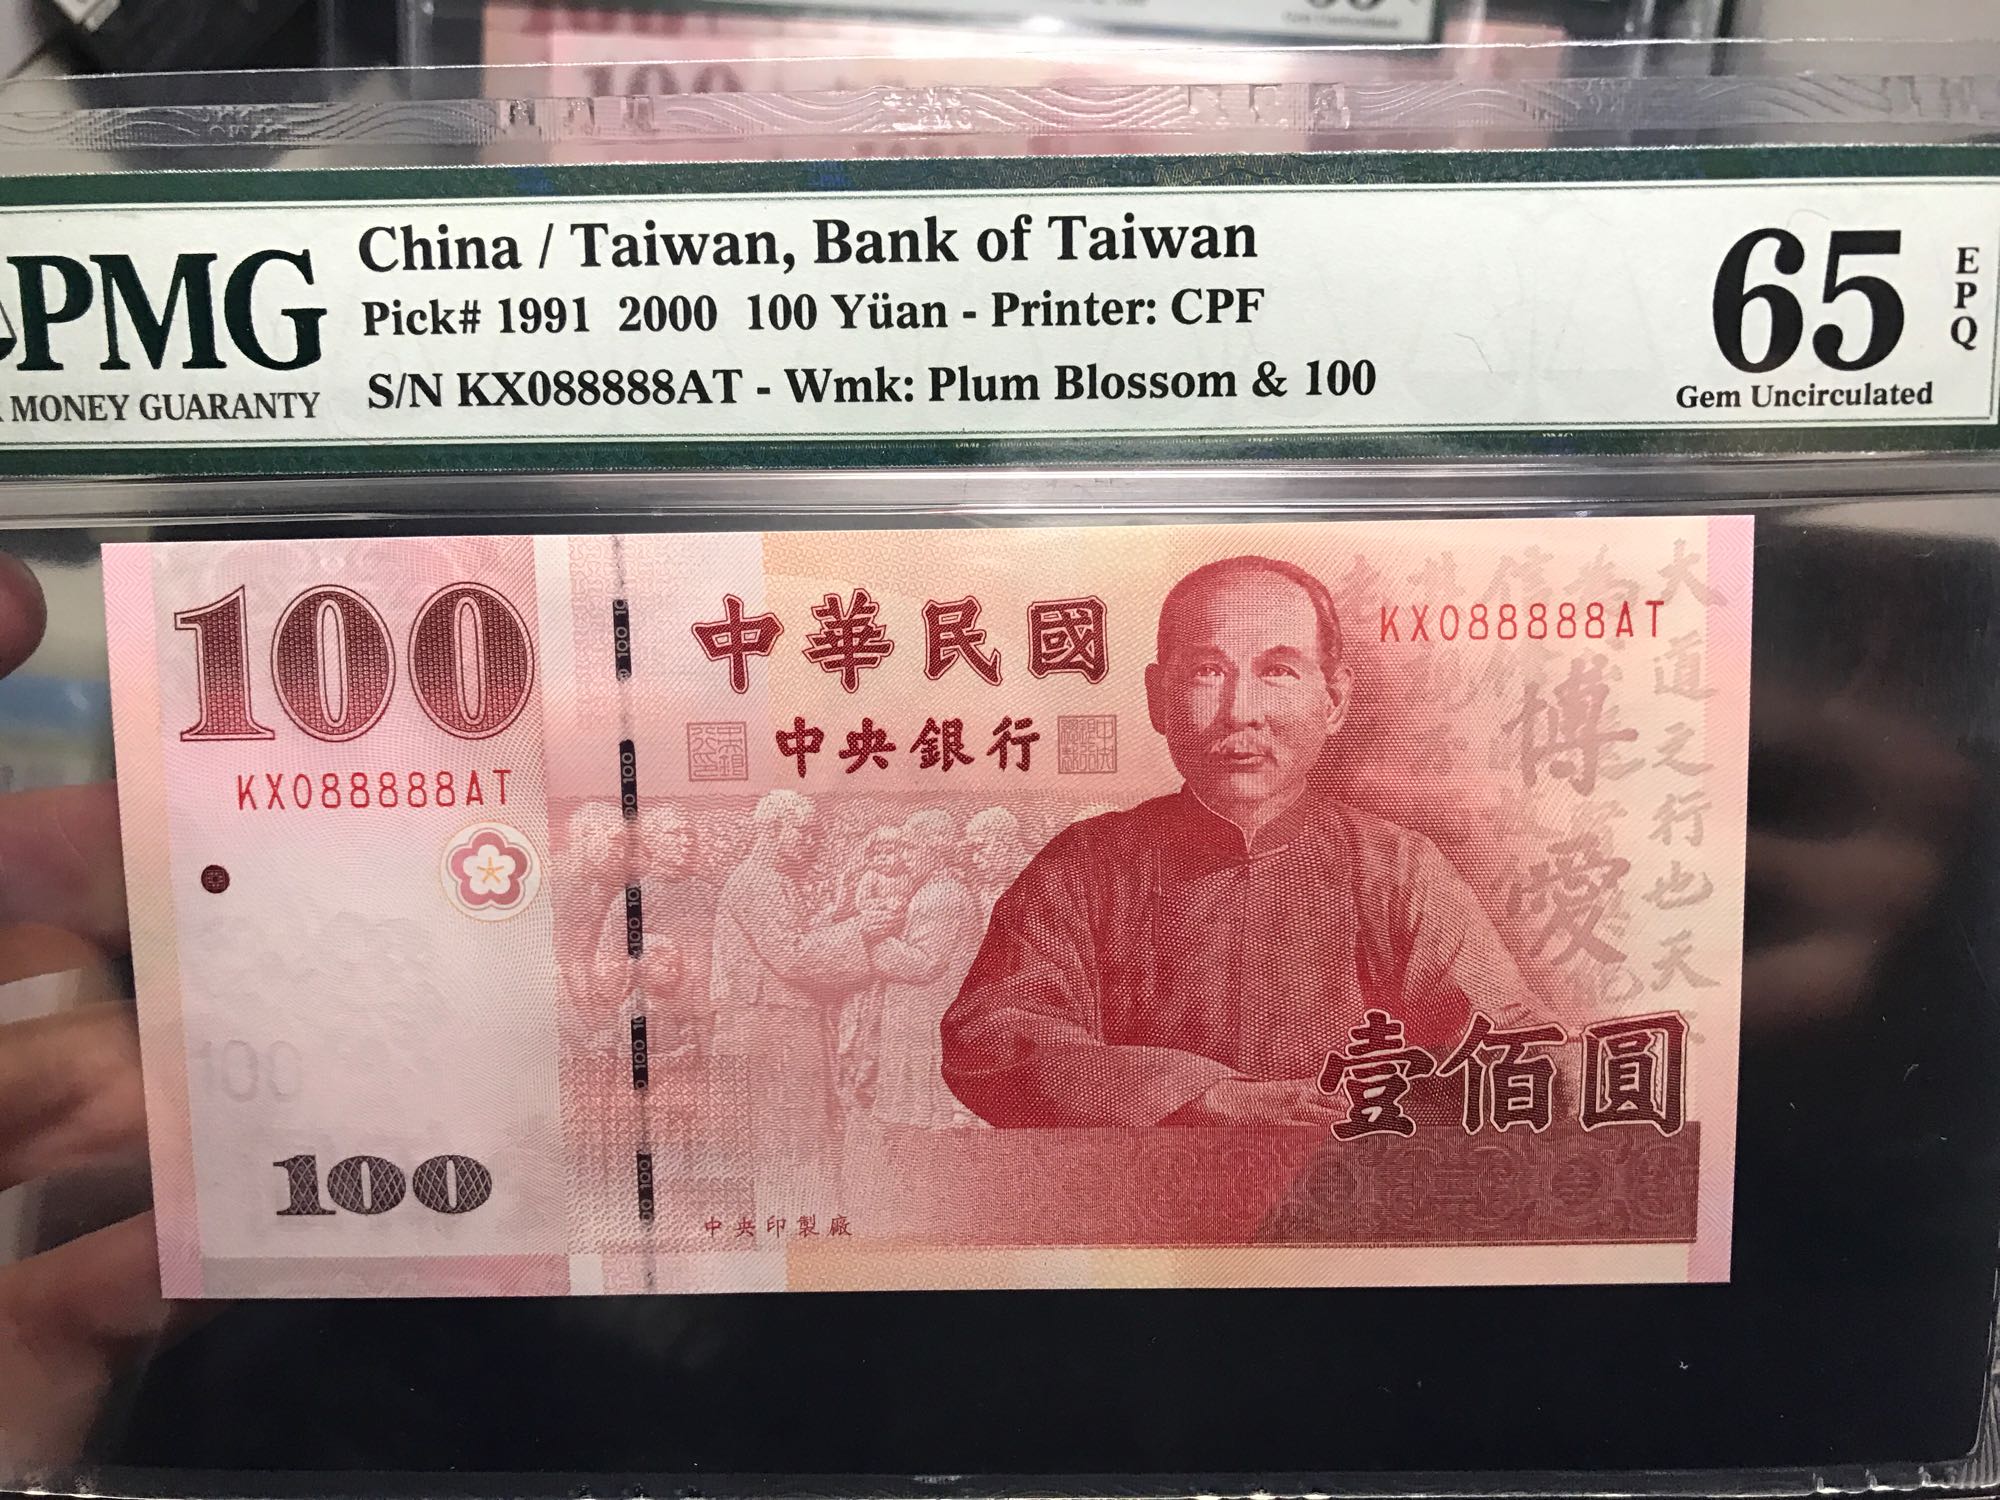 PMG
MONEY GUARANTY
China / Taiwan, Bank of Taiwan
Pick# 1991 2000 100 Yüan - Printer: CPF
S/N KX088888AT - Wmk: Plum Blossom & 100
65
EPQ
Gem Uncirculated
100
中華民國
KX088888AT
中央銀行
KX088888AT
博愛
大道之行也天
100
壹佰圓
100
中央印製廠